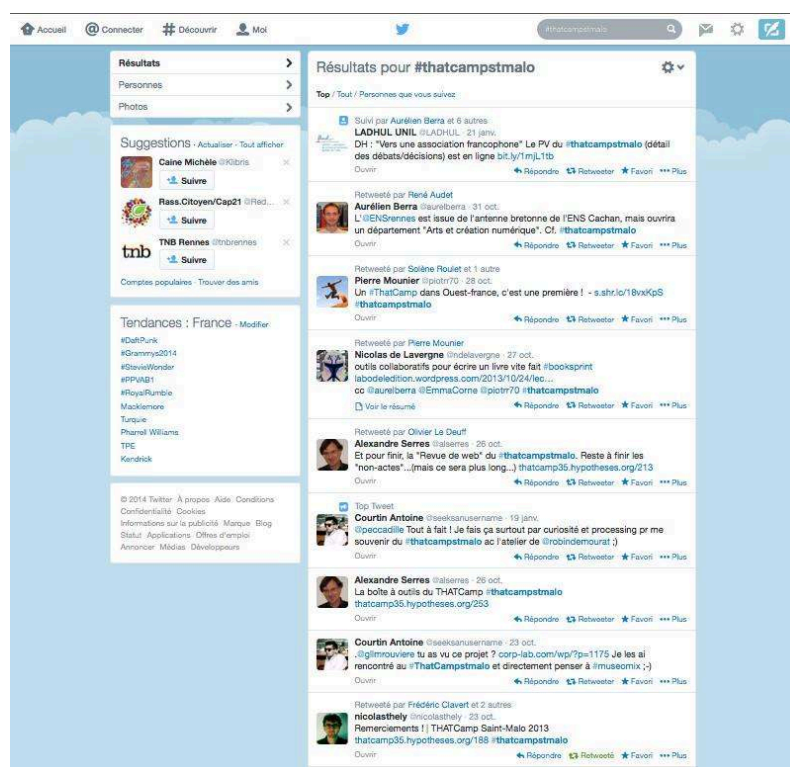 Accueil @ Connecter # Découvrir Moi
#thatcampstmalo
Résultats
Personnes
Photos
Suggestions · Actualiser · Tout afficher
Caine Michèle @Klibris
Suivre
Rass.Citoyen/Cap21 @Red...
Suivre
tnb
TNB Rennes @tnbrennes
Suivre
Comptes populaires · Trouver des amis
Tendances : France · Modifier
#DaftPunk
#Grammys2014
#StevieWonder
#PPVAB1
#RoyalRumble
Macklemore
Turquie
Pharrell Williams
TPE
Kendrick
© 2014 Twitter À propos Aide Conditions
Confidentialité Cookies
Informations sur la publicité Marque Blog
Statut Applications Offres d'emploi
Annoncer Médias Développeurs
Résultats pour #thatcampstmalo
Top / Tout / Personnes que vous suivez
Suivi par Aurélien Berra et 6 autres
LADHUL UNIL @LADHUL · 21 janv.
DH : "Vers une association francophone" Le PV du #thatcampstmalo (détail
des débats/décisions) est en ligne bit.ly/1mjL1tb
Ouvrir Répondre Retweeter Favori ••• Plus
Retweeté par René Audet
Aurélien Berra @aurelberra · 31 oct.
L'@ENSrennes est issue de l'antenne bretonne de l'ENS Cachan, mais ouvrira
un département "Arts et création numérique". Cf. #thatcampstmalo
Ouvrir Répondre Retweeter Favori ••• Plus
Retweeté par Solène Roulet et 1 autre
Pierre Mounier @piotrr70 · 28 oct.
Un #ThatCamp dans Ouest-france, c'est une première ! - s.shr.lc/18vxKpS
#thatcampstmalo
Ouvrir Répondre Retweeter Favori ••• Plus
Retweeté par Pierre Mounier
Nicolas de Lavergne @ndelavergne · 27 oct.
outils collaboratifs pour écrire un livre vite fait #booksprint
labodeledition.wordpress.com/2013/10/24/lec...
cc @aurelberra @EmmaCorne @piotrr70 #thatcampstmalo
Voir le résumé Répondre Retweeter Favori ••• Plus
Retweeté par Olivier Le Deuff
Alexandre Serres @alserres · 26 oct.
Et pour finir, la "Revue de web" du #thatcampstmalo. Reste à finir les
"non-actes"...(mais ce sera plus long...) thatcamp35.hypotheses.org/213
Ouvrir Répondre Retweeter Favori ••• Plus
Top Tweet
Courtin Antoine @seeksanusername · 19 janv.
@peccadille Tout à fait ! Je fais ça surtout par curiosité et processing pr me
souvenir du #thatcampstmalo ac l'atelier de @robindemourat ;)
Ouvrir Répondre Retweeter Favori ••• Plus
Alexandre Serres @alserres · 26 oct.
La boîte à outils du THATCamp #thatcampstmalo
thatcamp35.hypotheses.org/253
Ouvrir Répondre Retweeter Favori ••• Plus
Courtin Antoine @seeksanusername · 23 oct.
.@glimrouviere tu as vu ce projet ? corp-lab.com/wp/?p=1175 Je les ai
rencontré au #ThatCampstmalo et directement penser à #museomix ;-)
Ouvrir Répondre Retweeter Favori ••• Plus
Retweeté par Frédéric Clavert et 2 autres
nicolasthely @nicolasthely · 23 oct.
Remerciements ! | THATCamp Saint-Malo 2013
thatcamp35.hypotheses.org/188 #thatcampstmalo
Ouvrir Répondre Retweeté Favori ••• Plus